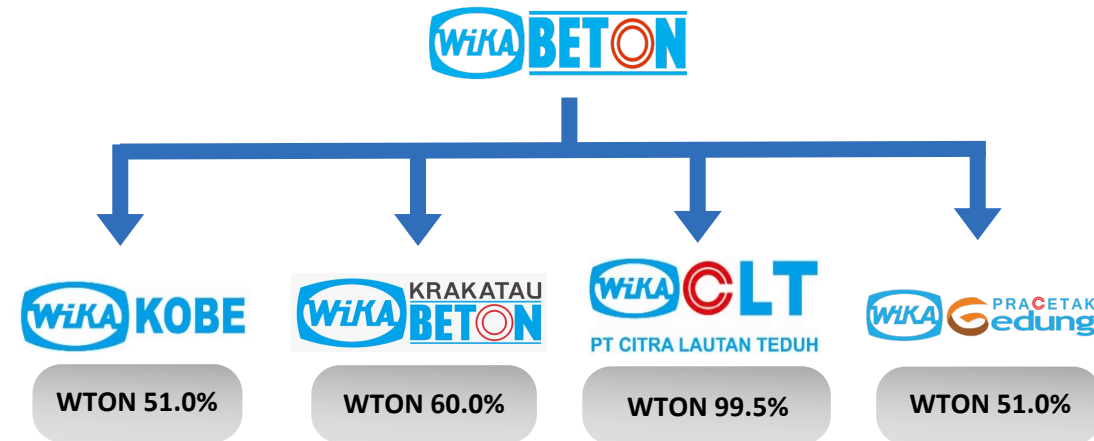 WiKA BETON
WiKA KOBE
WTON 51.0%
WiKA KRAKATAU BETON
WTON 60.0%
WiKA CLT
PT CITRA LAUTAN TEDUH
WTON 99.5%
WiKA PRACETAK Gedung
WTON 51.0%